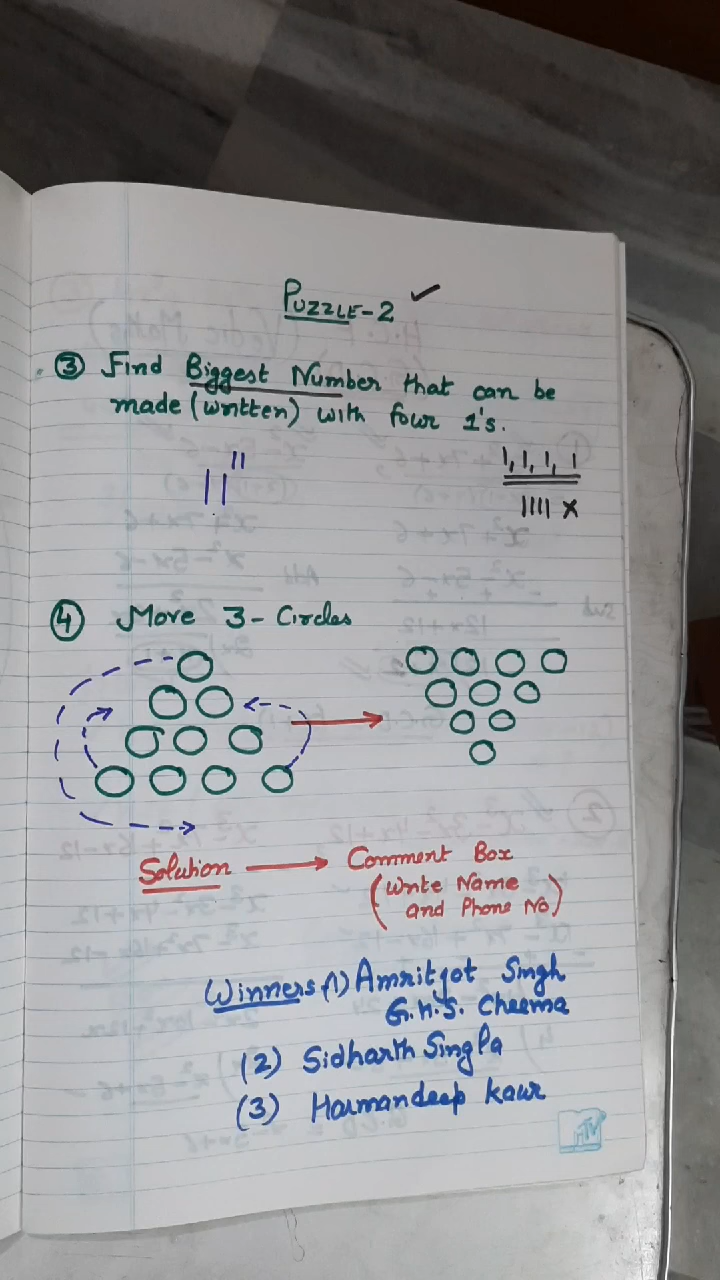 PUZZLE-2 ✓
③ Find Biggest Number that can be
made (written) with four 1's.
11¹¹
1, 1, 1, 1
1111 ×
④ Move 3-Circles
Solution → Comment Box
(Write Name
and Phone No)
Winners (1) Amritjot Singh
G.H.S. Cheema
(2) Sidharth Singla
(3) Harmandeep kaur
MTV